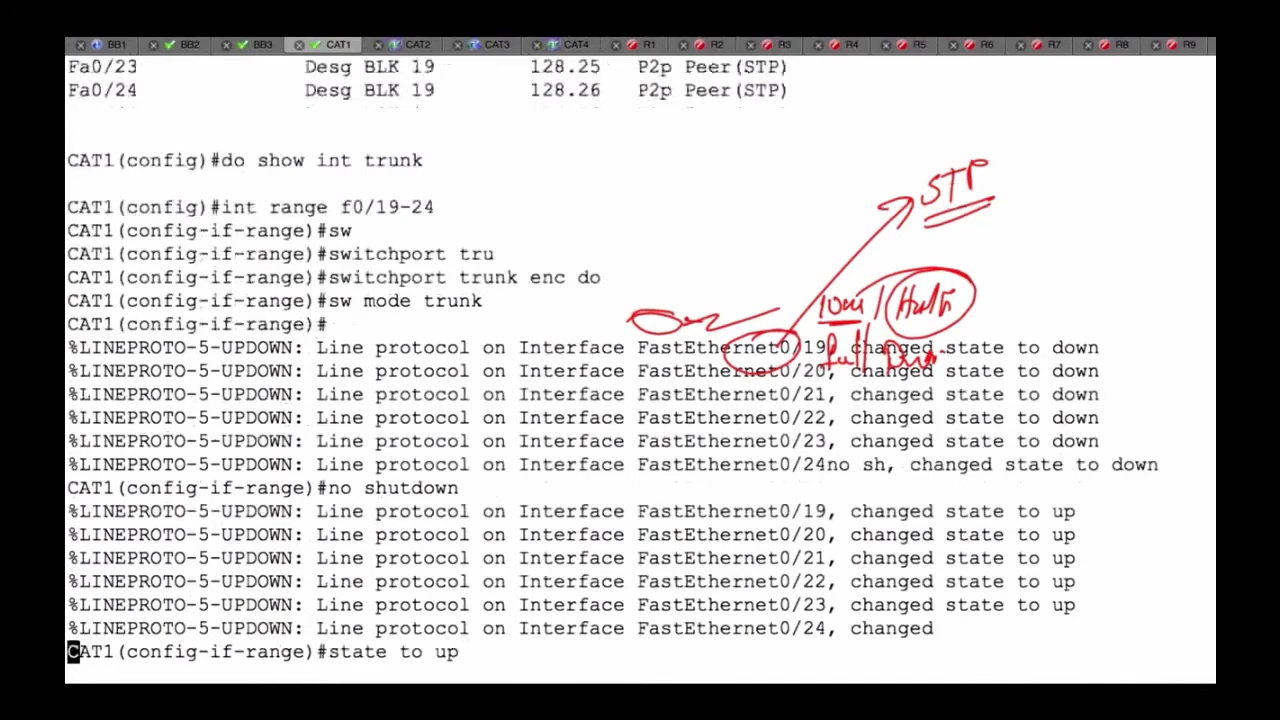 BB1 BB2 BB3 CAT1 CAT2 CAT3 CAT4 R1 R2 R3 R4 R5 R6 R7 R8 R9
Fa0/23 Desg BLK 19 128.25 P2p Peer(STP)
Fa0/24 Desg BLK 19 128.26 P2p Peer(STP)
CAT1(config)#do show int trunk
STP
CAT1(config)#int range f0/19-24
CAT1(config-if-range)#sw
CAT1(config-if-range)#switchport tru
CAT1(config-if-range)#switchport trunk enc do
CAT1(config-if-range)#sw mode trunk
CAT1(config-if-range)#
%LINEPROTO-5-UPDOWN: Line protocol on Interface FastEthernet0/19, changed state to down
full
%LINEPROTO-5-UPDOWN: Line protocol on Interface FastEthernet0/20, changed state to down
%LINEPROTO-5-UPDOWN: Line protocol on Interface FastEthernet0/21, changed state to down
%LINEPROTO-5-UPDOWN: Line protocol on Interface FastEthernet0/22, changed state to down
%LINEPROTO-5-UPDOWN: Line protocol on Interface FastEthernet0/23, changed state to down
%LINEPROTO-5-UPDOWN: Line protocol on Interface FastEthernet0/24no sh, changed state to down
CAT1(config-if-range)#no shutdown
%LINEPROTO-5-UPDOWN: Line protocol on Interface FastEthernet0/19, changed state to up
%LINEPROTO-5-UPDOWN: Line protocol on Interface FastEthernet0/20, changed state to up
%LINEPROTO-5-UPDOWN: Line protocol on Interface FastEthernet0/21, changed state to up
%LINEPROTO-5-UPDOWN: Line protocol on Interface FastEthernet0/22, changed state to up
%LINEPROTO-5-UPDOWN: Line protocol on Interface FastEthernet0/23, changed state to up
%LINEPROTO-5-UPDOWN: Line protocol on Interface FastEthernet0/24, changed
CAT1(config-if-range)#state to up